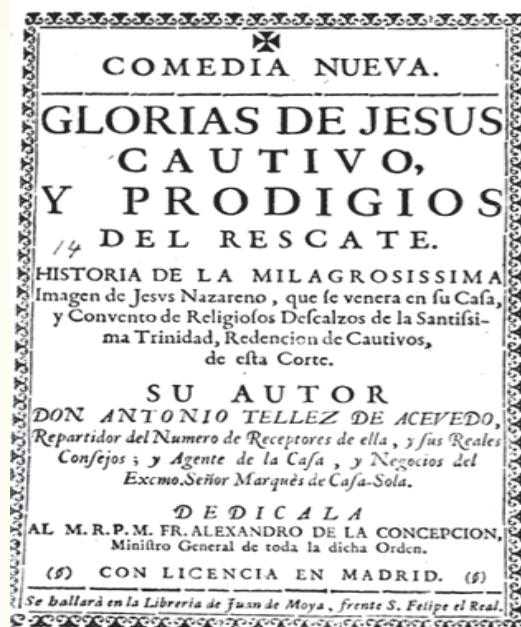 COMEDIA NUEVA.
GLORIAS DE JESUS
CAUTIVO,
Y PRODIGIOS
DEL RESCATE.
14
HISTORIA DE LA MILAGROSISSIMA
Imagen de Jesvs Nazareno, que ſe venera en ſu Caſa,
y Convento de Religioſos Deſcalzos de la Santiſsi-
ma Trinidad, Redencion de Cautivos,
de eſta Corte.
SU AUTOR
DON ANTONIO TELLEZ DE ACEVEDO,
Repartidor del Numero de Receptores de ella, y ſus Reales
Conſejos; y Agente de la Caſa, y Negocios del
Excmo. Señor Marquès de Caſa-Sola.
DEDICALA
AL M. R. P. M. FR. ALEXANDRO DE LA CONCEPCION,
Miniſtro General de toda la dicha Orden.
(§) CON LICENCIA EN MADRID. (§)
Se hallarà en la Libreria de Juan de Moya, frente S. Felipe el Real.